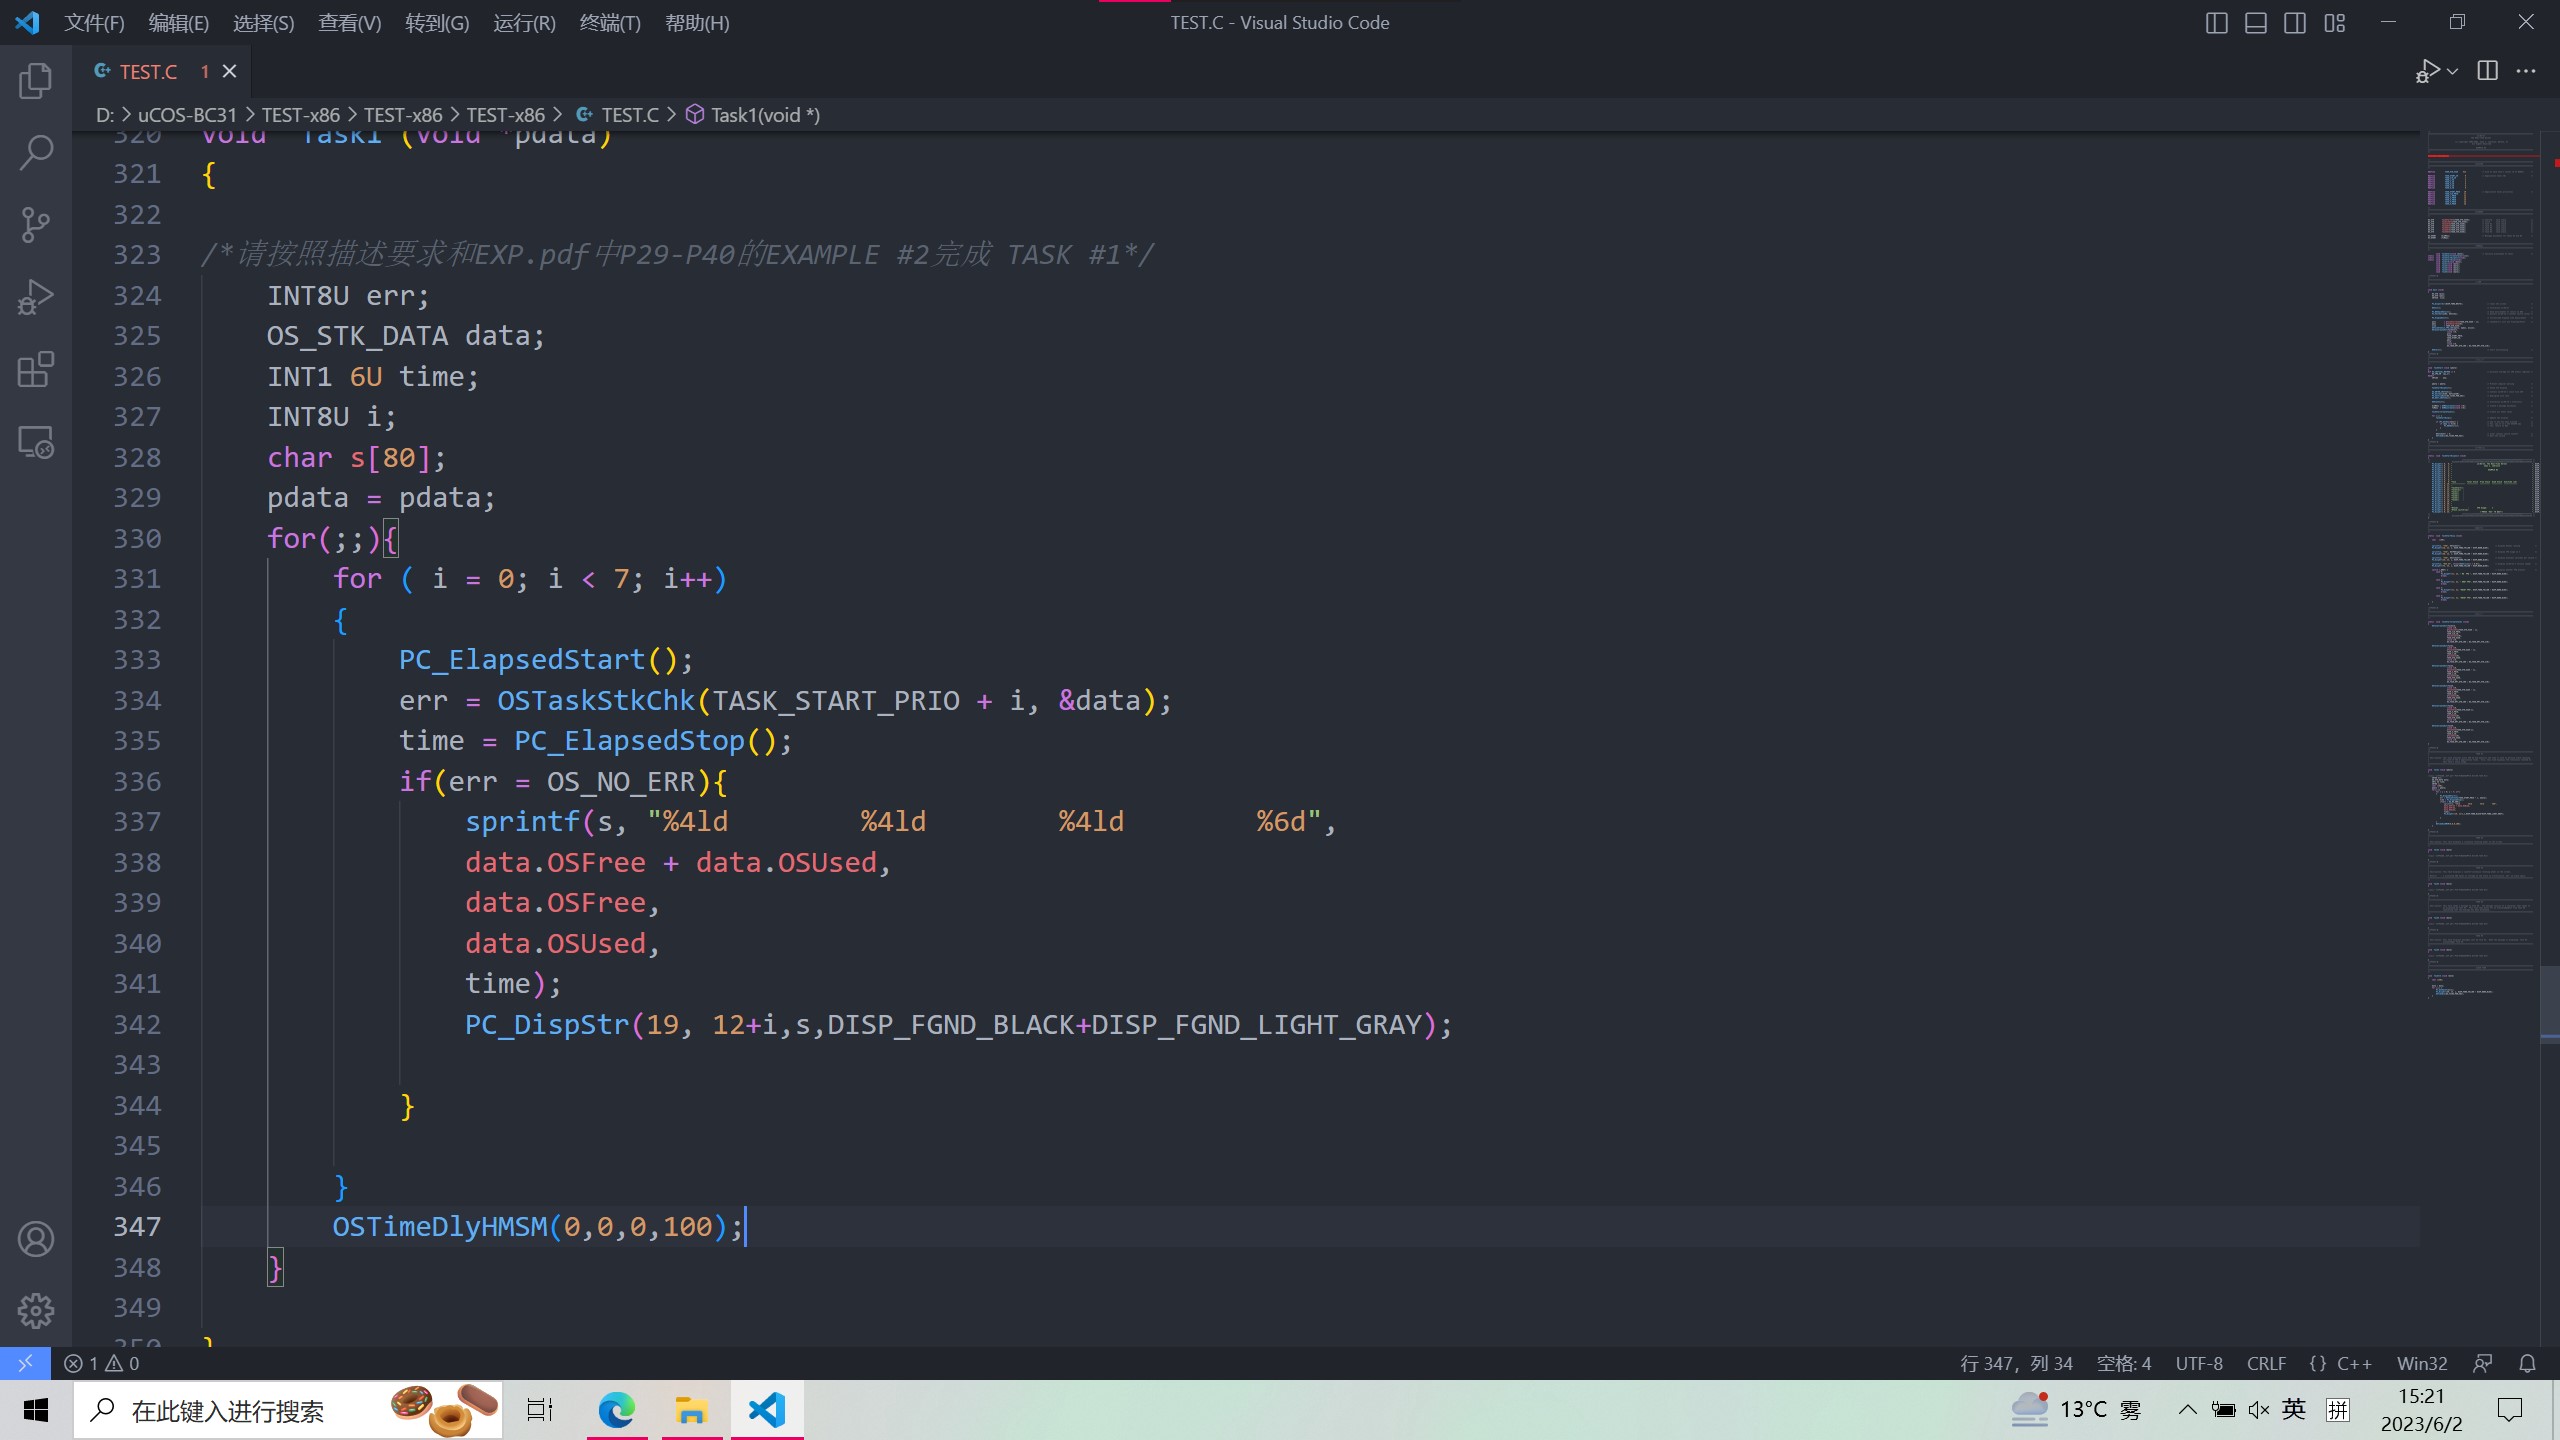 文件(F) 编辑(E) 选择(S) 查看(V) 转到(G) 运行(R) 终端(T) 帮助(H) TEST.C - Visual Studio Code
TEST.C 1
D: > uCOS-BC31 > TEST-x86 > TEST-x86 > TEST-x86 > TEST.C > Task1(void *)
320 void Task1 (void *pdata)
321 {
322
323 /*请按照描述要求和EXP.pdf中P29-P40的EXAMPLE #2完成 TASK #1*/
324 INT8U err;
325 OS_STK_DATA data;
326 INT1 6U time;
327 INT8U i;
328 char s[80];
329 pdata = pdata;
330 for(;;){
331 for ( i = 0; i < 7; i++)
332 {
333 PC_ElapsedStart();
334 err = OSTaskStkChk(TASK_START_PRIO + i, &data);
335 time = PC_ElapsedStop();
336 if(err = OS_NO_ERR){
337 sprintf(s, "%4ld        %4ld        %4ld        %6d",
338 data.OSFree + data.OSUsed,
339 data.OSFree,
340 data.OSUsed,
341 time);
342 PC_DispStr(19, 12+i,s,DISP_FGND_BLACK+DISP_FGND_LIGHT_GRAY);
343
344 }
345
346 }
347 OSTimeDlyHMSM(0,0,0,100);
348 }
349
350 }
1 0 行 347，列 34 空格: 4 UTF-8 CRLF {} C++ Win32
在此键入进行搜索 13°C 雾 英 拼 15:21
2023/6/2